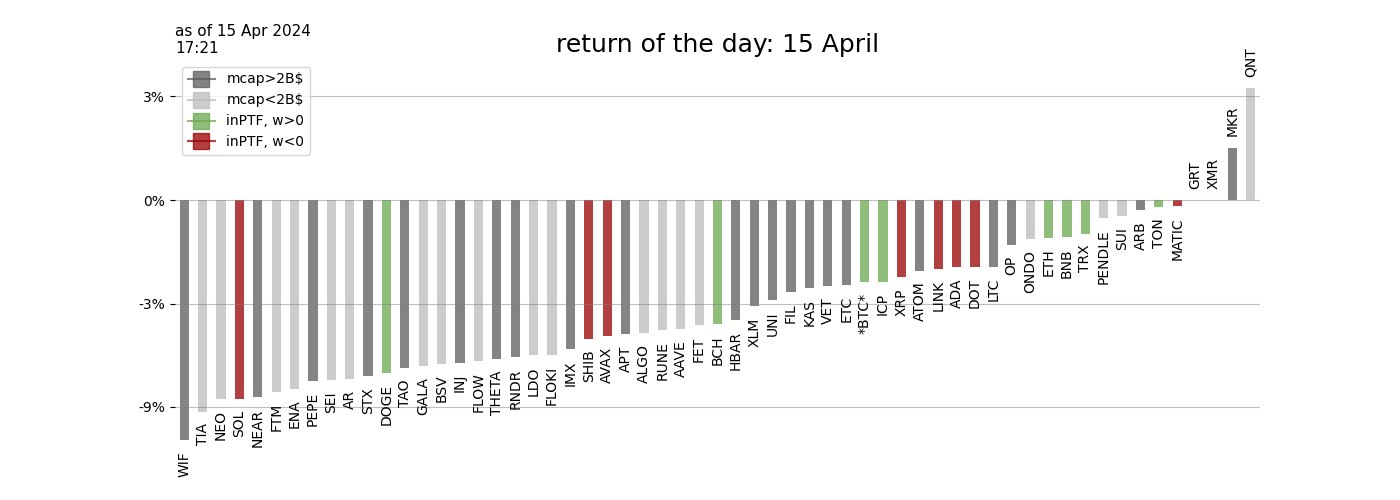 as of 15 Apr 2024
17:21
return of the day: 15 April
mcap>2B$
mcap<2B$
inPTF, w>0
inPTF, w<0
3%
0%
-3%
-9%
WIF
TIA
NEO
SOL
NEAR
FTM
ENA
PEPE
SEI
AR
STX
DOGE
TAO
GALA
BSV
INJ
FLOW
THETA
RNDR
LDO
FLOKI
IMX
SHIB
AVAX
APT
ALGO
RUNE
AAVE
FET
BCH
HBAR
XLM
UNI
FIL
KAS
VET
ETC
*BTC*
ICP
XRP
ATOM
LINK
ADA
DOT
LTC
OP
ONDO
ETH
BNB
TRX
PENDLE
SUI
ARB
TON
MATIC
GRT
XMR
MKR
QNT